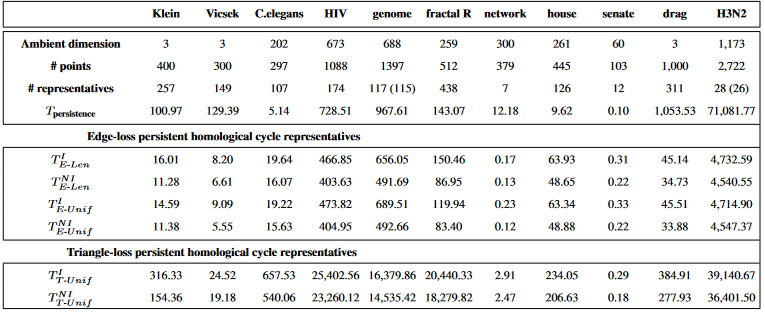 Klein Vicsek C.elegans HIV genome fractal R network house senate drag H3N2
Ambient dimension 3 3 202 673 688 259 300 261 60 3 1,173
# points 400 300 297 1088 1397 512 379 445 103 1,000 2,722
# representatives 257 149 107 174 117 (115) 438 7 126 12 311 28 (26)
T_persistence 100.97 129.39 5.14 728.51 967.61 143.07 12.18 9.62 0.10 1,053.53 71,081.77
Edge-loss persistent homological cycle representatives
T^I_E-Len 16.01 8.20 19.64 466.85 656.05 150.46 0.17 63.93 0.31 45.14 4,732.59
T^NI_E-Len 11.28 6.61 16.07 403.63 491.69 86.95 0.13 48.65 0.22 34.73 4,540.55
T^I_E-Unif 14.59 9.09 19.22 473.82 689.51 119.94 0.23 63.34 0.33 45.51 4,714.90
T^NI_E-Unif 11.38 5.55 15.63 404.95 492.66 83.40 0.12 48.88 0.22 33.88 4,547.37
Triangle-loss persistent homological cycle representatives
T^I_T-Unif 316.33 24.52 657.53 25,402.56 16,379.86 20,440.33 2.91 234.05 0.29 384.91 39,140.67
T^NI_T-Unif 154.36 19.18 540.06 23,260.12 14,535.42 18,279.82 2.47 206.63 0.18 277.93 36,401.50